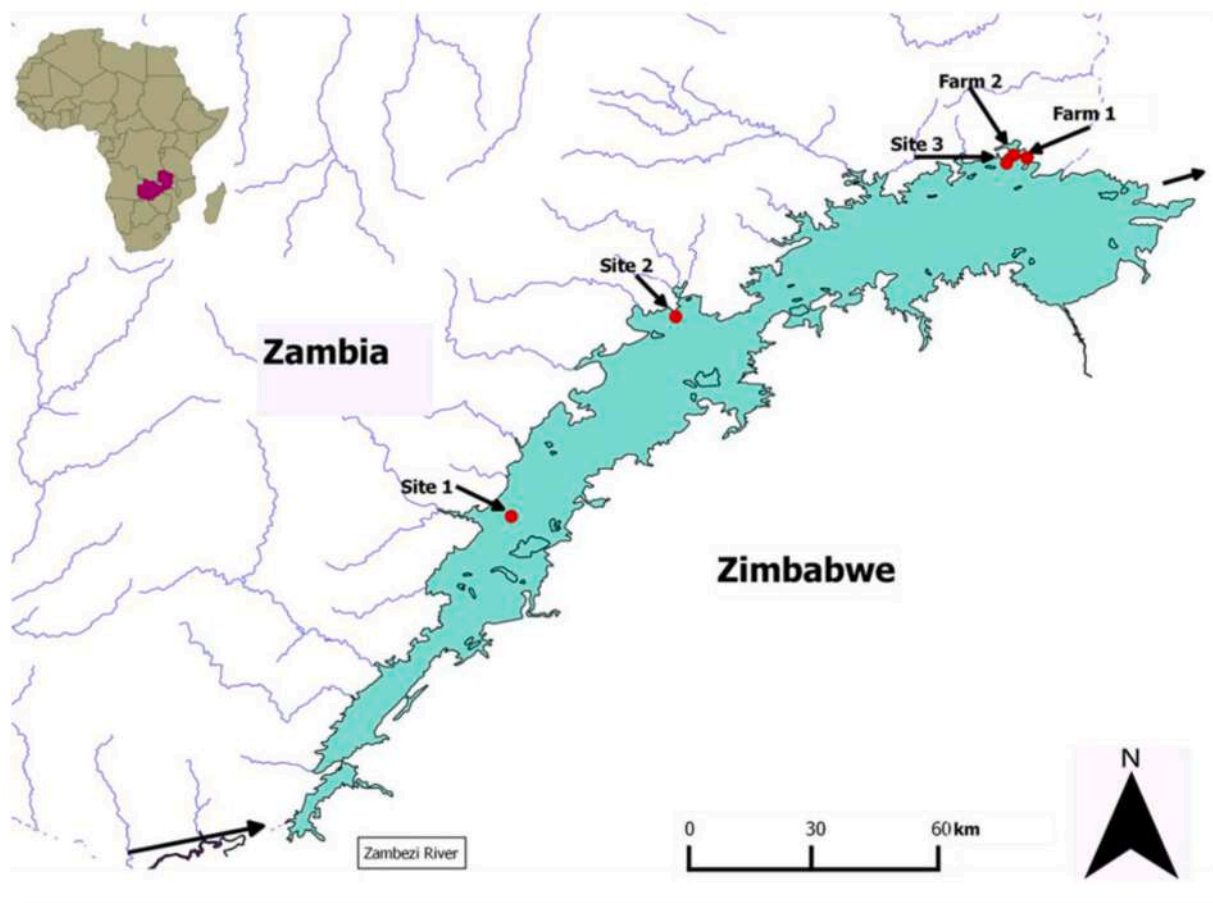 Farm 2
Farm 1
Site 3
Site 2
Zambia
Site 1
Zimbabwe
N
0 30 60 km
Zambezi River